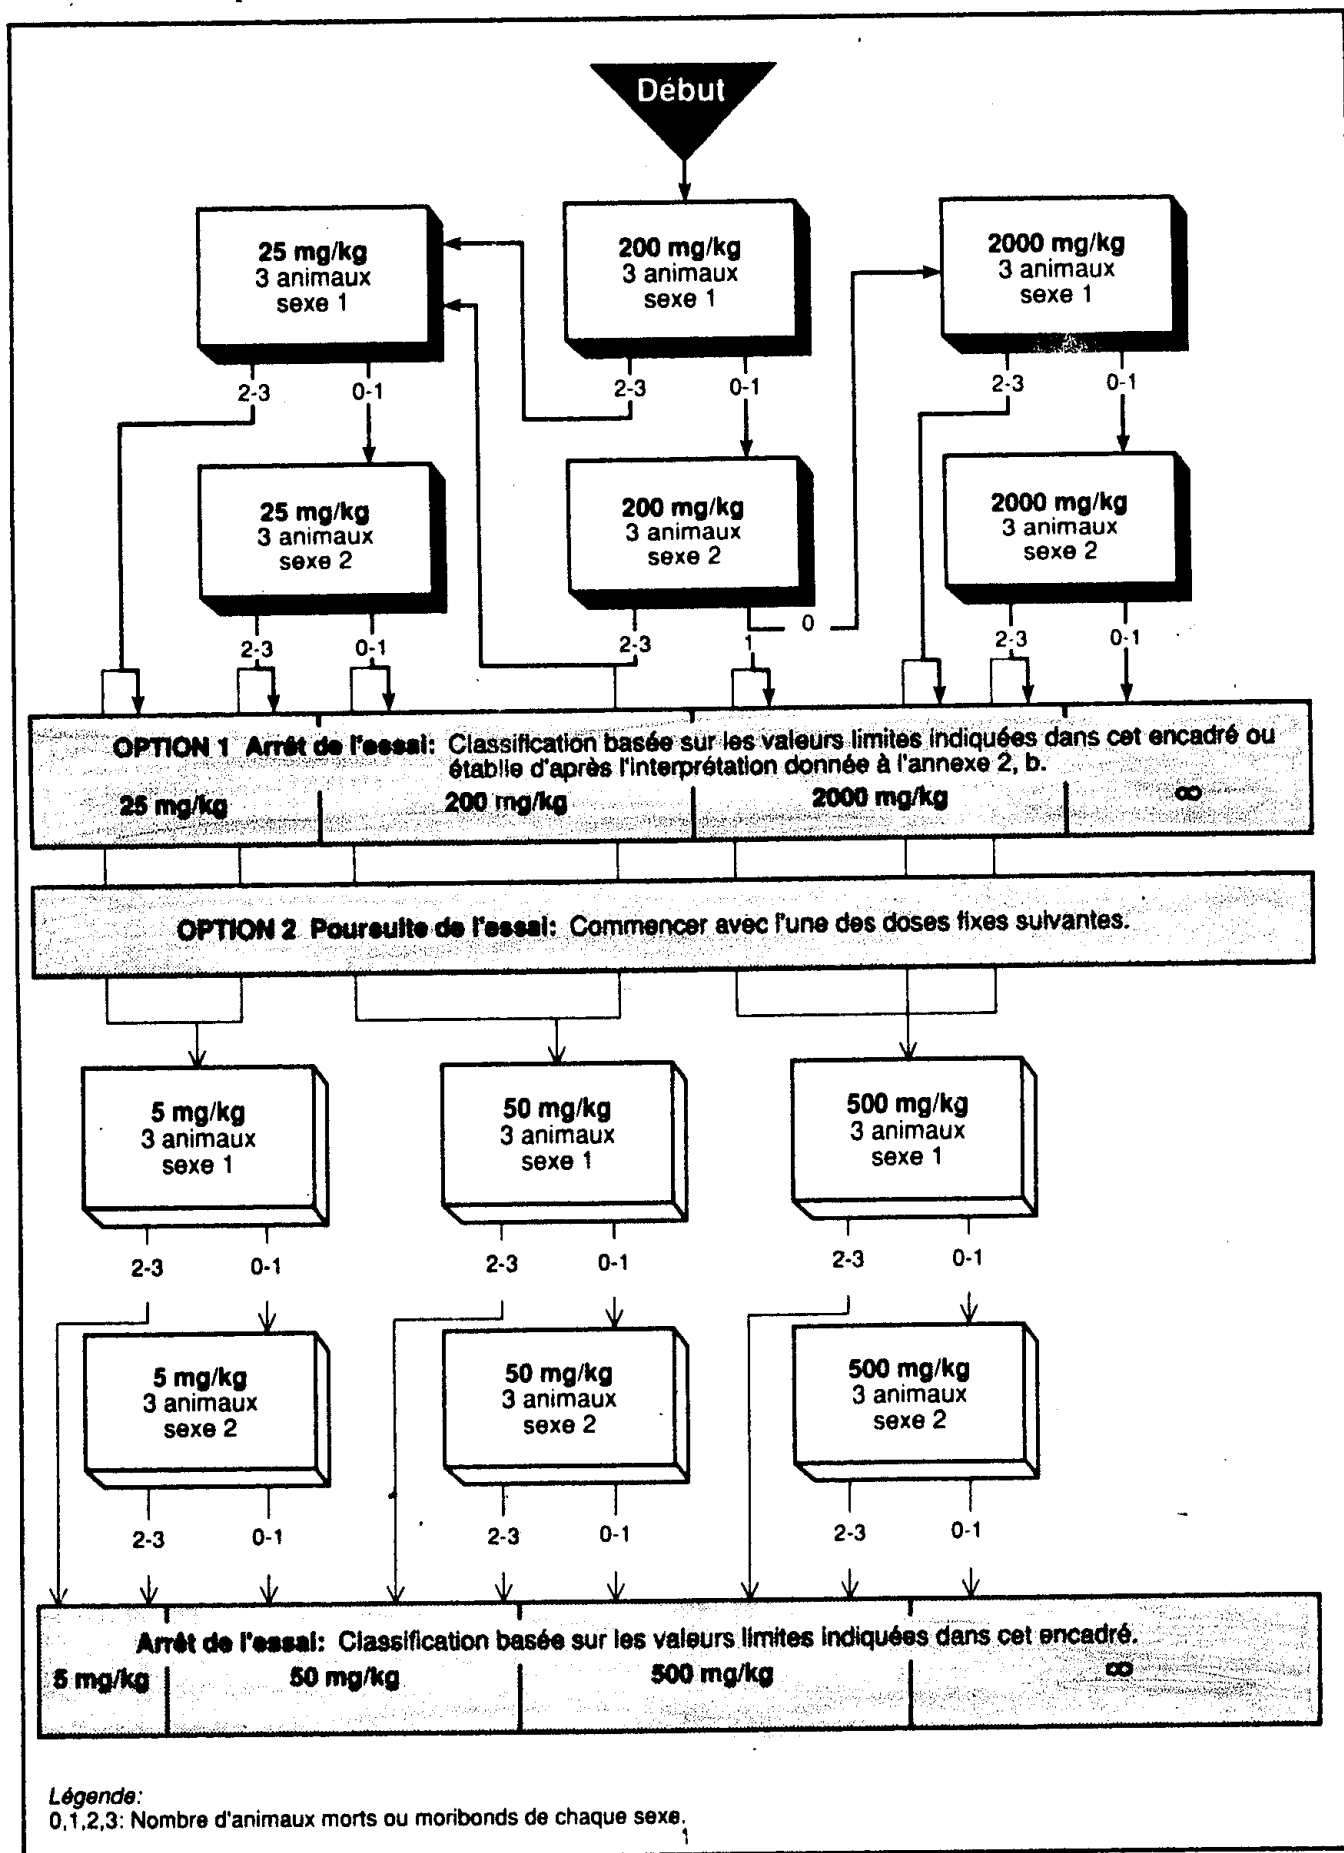 Début
25 mg/kg
3 animaux
sexe 1
200 mg/kg
3 animaux
sexe 1
2000 mg/kg
3 animaux
sexe 1
2-3
0-1
2-3
0-1
2-3
0-1
25 mg/kg
3 animaux
sexe 2
200 mg/kg
3 animaux
sexe 2
2000 mg/kg
3 animaux
sexe 2
2-3
0-1
2-3
1
0
2-3
0-1
OPTION 1 Arrêt de l'essai: Classification basée sur les valeurs limites indiquées dans cet encadré ou
établie d'après l'interprétation donnée à l'annexe 2, b.
25 mg/kg
200 mg/kg
2000 mg/kg
∞
OPTION 2 Poursuite de l'essai: Commencer avec l'une des doses fixes suivantes.
5 mg/kg
3 animaux
sexe 1
50 mg/kg
3 animaux
sexe 1
500 mg/kg
3 animaux
sexe 1
2-3
0-1
2-3
0-1
2-3
0-1
5 mg/kg
3 animaux
sexe 2
50 mg/kg
3 animaux
sexe 2
500 mg/kg
3 animaux
sexe 2
2-3
0-1
2-3
0-1
2-3
0-1
Arrêt de l'essai: Classification basée sur les valeurs limites indiquées dans cet encadré.
5 mg/kg
50 mg/kg
500 mg/kg
∞
Légende:
0,1,2,3: Nombre d'animaux morts ou moribonds de chaque sexe.
1